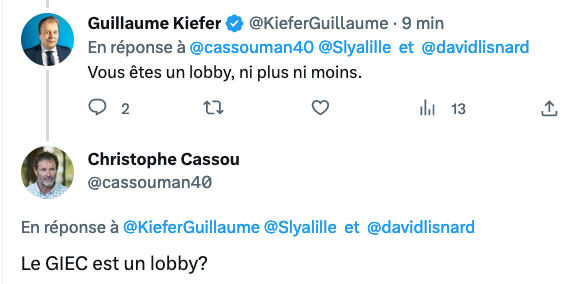 Guillaume Kiefer @KieferGuillaume · 9 min
En réponse à @cassouman40 @Slyalille et @davidlisnard
Vous êtes un lobby, ni plus ni moins.
2 13
Christophe Cassou
@cassouman40
En réponse à @KieferGuillaume @Slyalille et @davidlisnard
Le GIEC est un lobby?